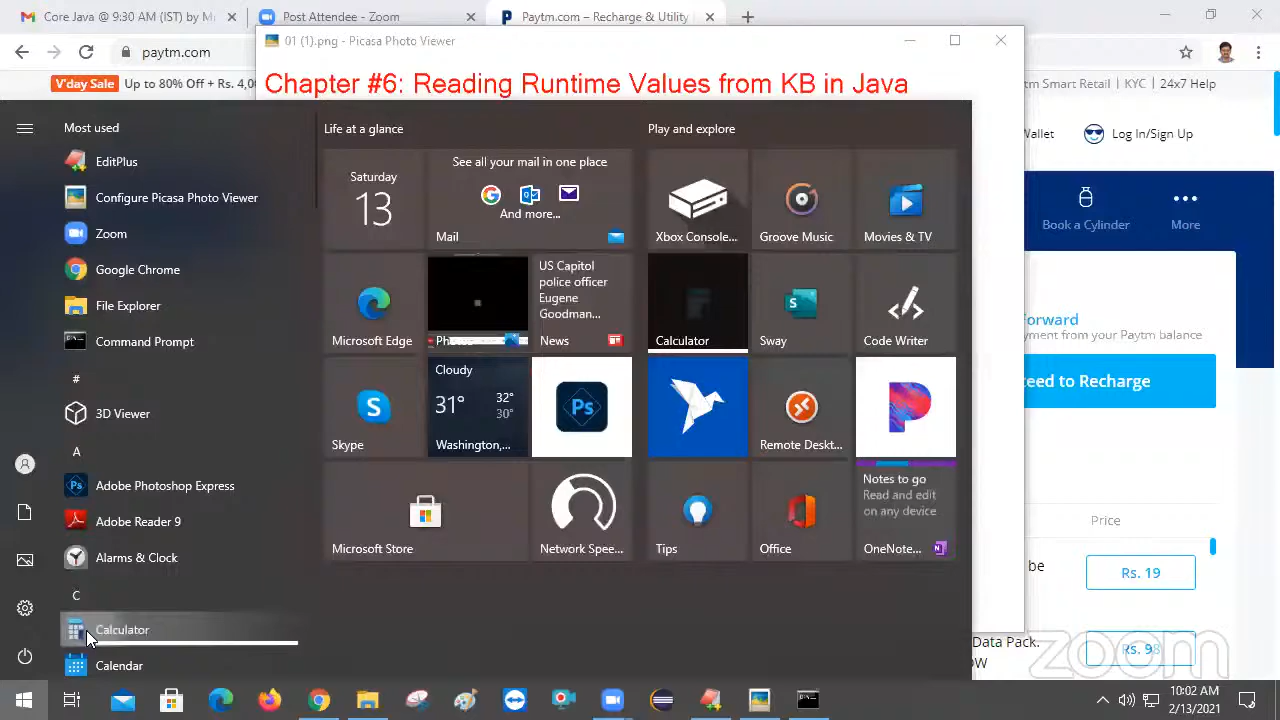 Core Java @ 9:30 AM (IST) by M
Post Attendee - Zoom
Paytm.com – Recharge & Utility
paytm.com
01 (1).png - Picasa Photo Viewer
V'day Sale
Up to 80% Off + Rs. 4,0
Chapter #6: Reading Runtime Values from KB in Java
tm Smart Retail | KYC | 24x7 Help
Wallet
Log In/Sign Up
Book a Cylinder
More
Forward
yment from your Paytm balance
ceed to Recharge
Price
be
Rs. 19
Data Pack.
OW
Rs. 98
zoom
Most used
EditPlus
Configure Picasa Photo Viewer
Zoom
Google Chrome
File Explorer
Command Prompt
#
3D Viewer
A
Adobe Photoshop Express
Adobe Reader 9
Alarms & Clock
C
Calculator
Calendar
Life at a glance
Saturday
13
See all your mail in one place
And more...
Mail
Microsoft Edge
Photos
US Capitol
police officer
Eugene
Goodman...
News
Skype
Cloudy
31°
32°
30°
Washington,...
Ps
Microsoft Store
Network Spee...
Play and explore
Xbox Console...
Groove Music
Movies & TV
Calculator
Sway
Code Writer
Remote Deskt...
Tips
Office
Notes to go
Read and edit
on any device
OneNote...
10:02 AM
2/13/2021